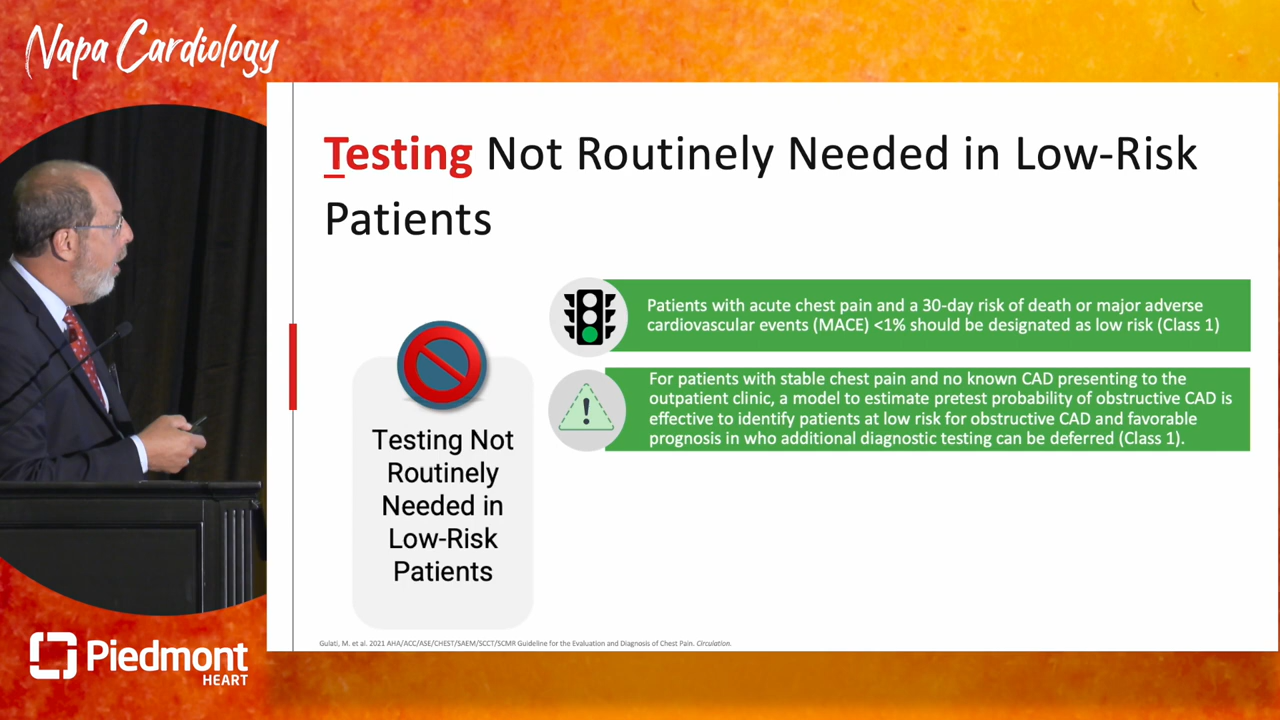 Napa Cardiology
Testing Not Routinely Needed in Low-Risk
Patients
Patients with acute chest pain and a 30-day risk of death or major adverse
cardiovascular events (MACE) <1% should be designated as low risk (Class 1)
For patients with stable chest pain and no known CAD presenting to the
outpatient clinic, a model to estimate pretest probability of obstructive CAD is
effective to identify patients at low risk for obstructive CAD and favorable
prognosis in who additional diagnostic testing can be deferred (Class 1).
Testing Not
Routinely
Needed in
Low-Risk
Patients
Gulati, M. et al. 2021 AHA/ACC/ASE/CHEST/SAEM/SCCT/SCMR Guideline for the Evaluation and Diagnosis of Chest Pain. Circulation.
Piedmont
HEART